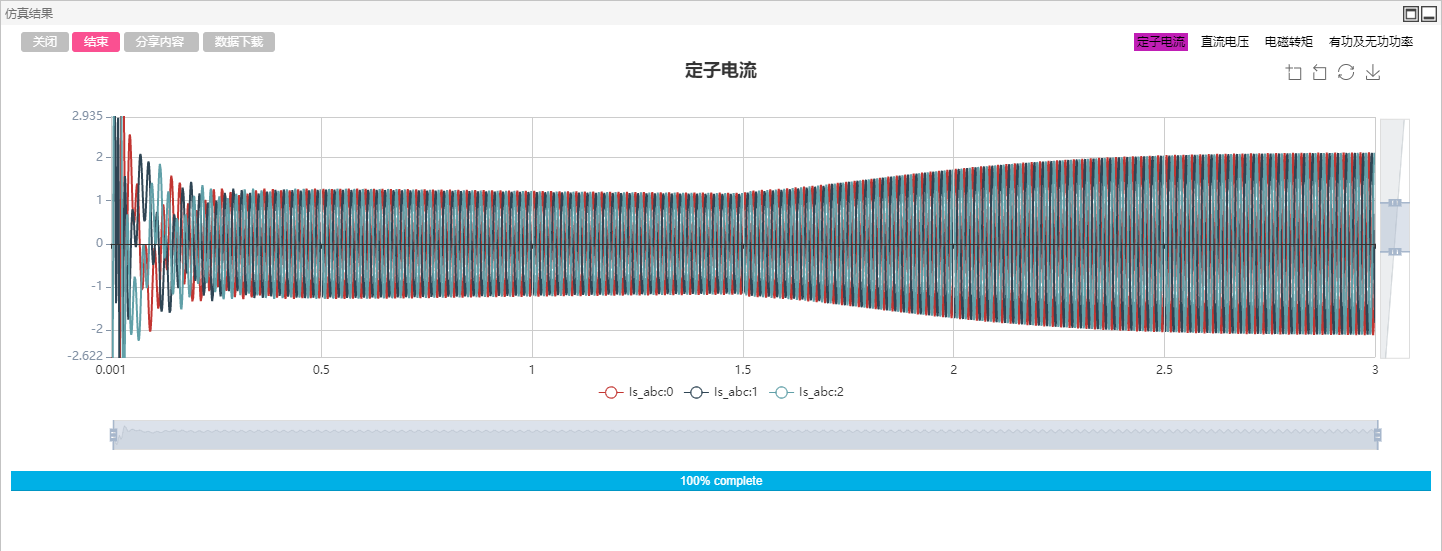 仿真结果
关闭 结束 分享内容 数据下载 定子电流 直流电压 电磁转矩 有功及无功功率
定子电流
2.935
2
1
0
-1
-2
-2.622
0.001 0.5 1 1.5 2 2.5 3
Is_abc:0 Is_abc:1 Is_abc:2
100% complete